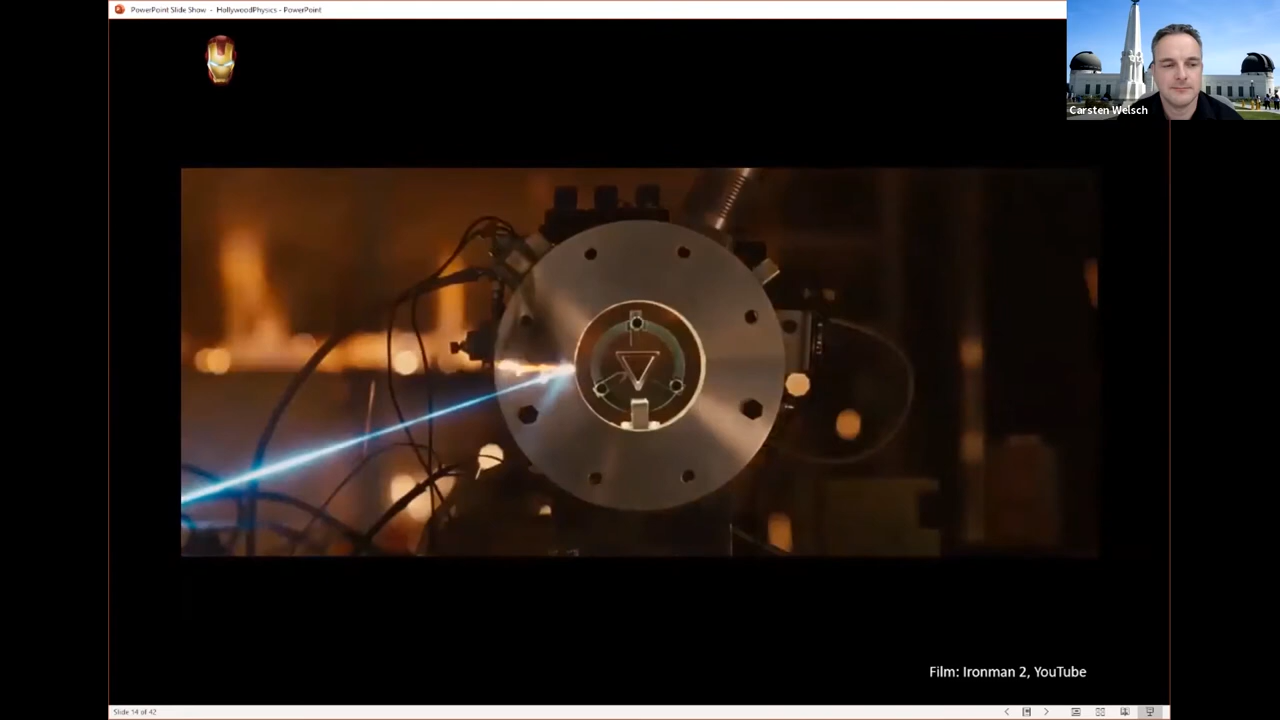 PowerPoint Slide Show - HollywoodPhysics - PowerPoint
Carsten Welsch
Film: Ironman 2, YouTube
Slide 14 of 42